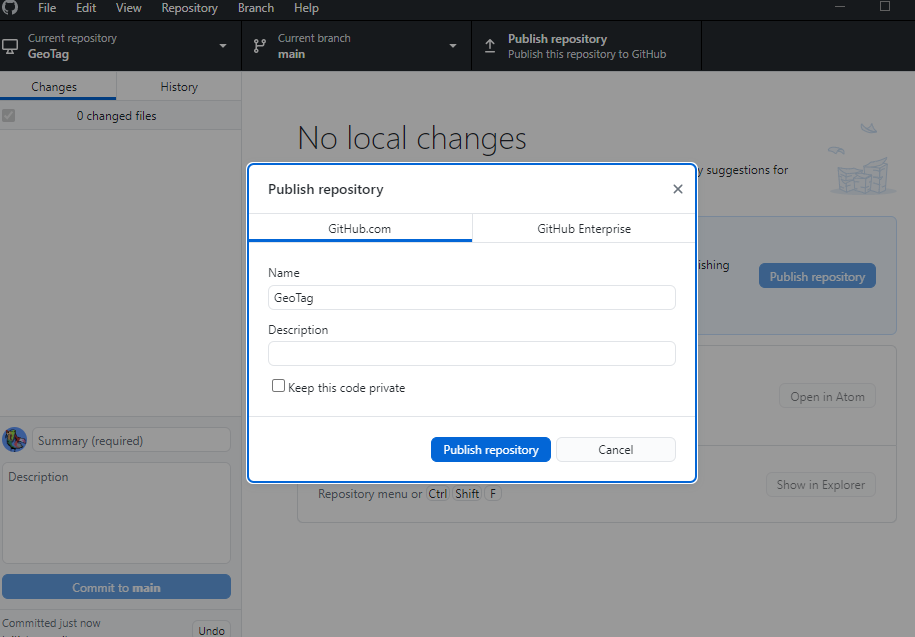 File Edit View Repository Branch Help
Current repository
GeoTag
Current branch
main
Publish repository
Publish this repository to GitHub
Changes
History
0 changed files
No local changes
suggestions for
Publish repository
GitHub.com
GitHub Enterprise
Publish repository
Name
GeoTag
Description
Keep this code private
Open in Atom
Publish repository
Cancel
Summary (required)
Description
Show in Explorer
Repository menu or Ctrl Shift F
Commit to main
Committed just now
Undo